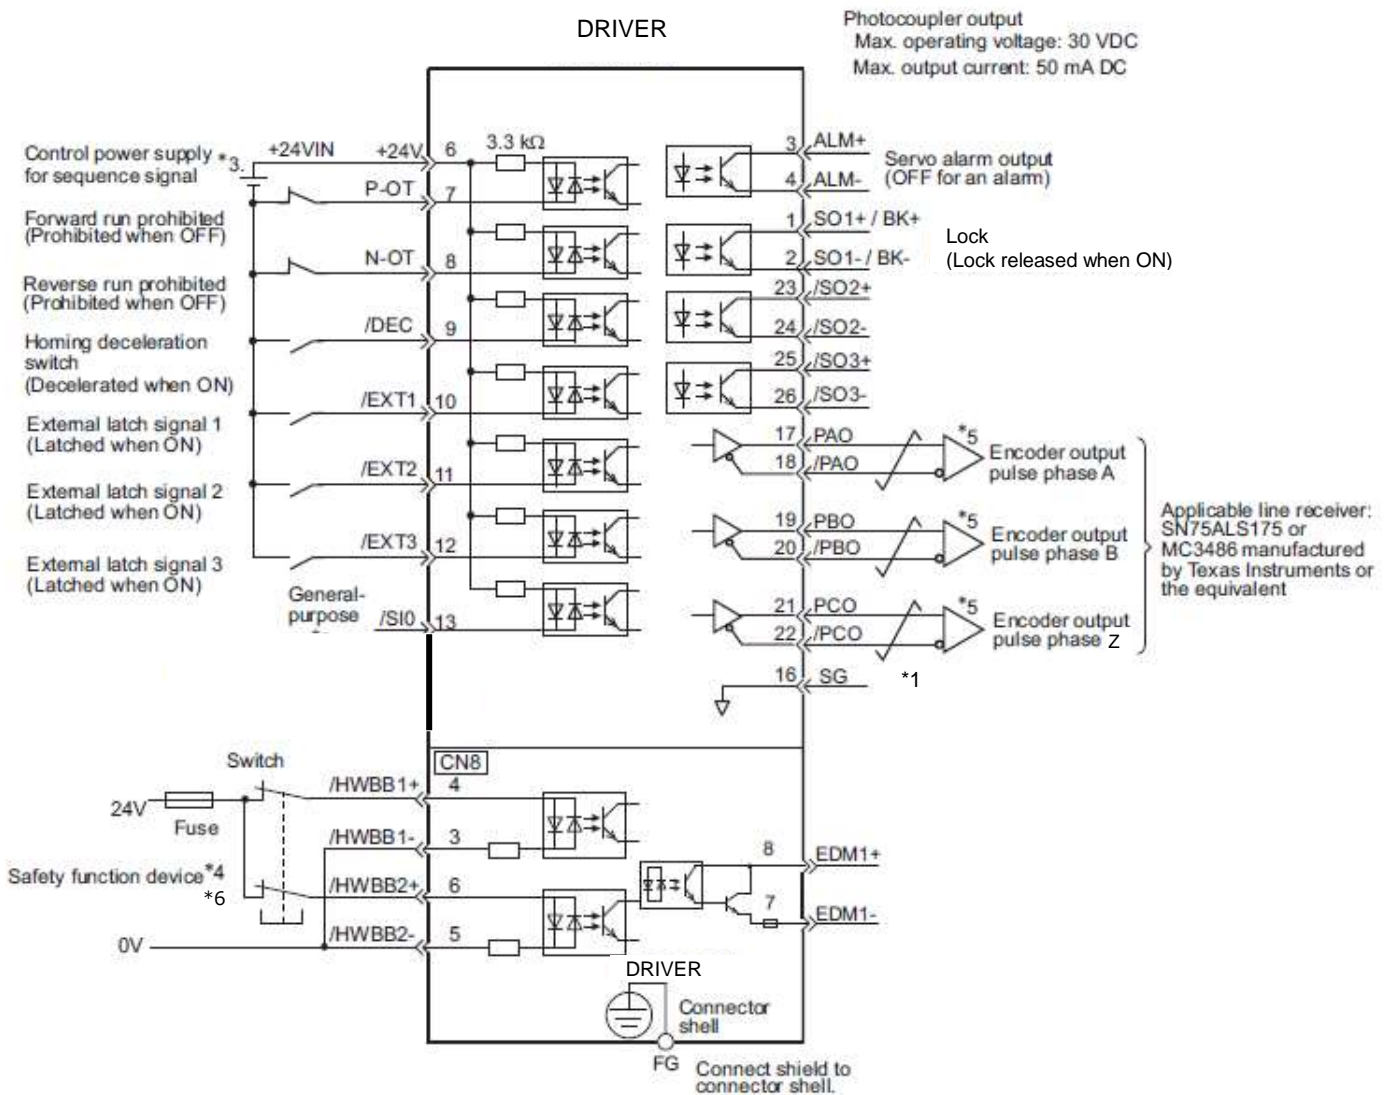 DRIVER
Photocoupler output
Max. operating voltage: 30 VDC
Max. output current: 50 mA DC
Control power supply *3.
for sequence signal
+24VIN
+24V
6
3.3 kΩ
P-OT
7
Forward run prohibited
(Prohibited when OFF)
N-OT
8
Reverse run prohibited
(Prohibited when OFF)
/DEC
9
Homing deceleration
switch
(Decelerated when ON)
/EXT1
10
External latch signal 1
(Latched when ON)
/EXT2
11
External latch signal 2
(Latched when ON)
/EXT3
12
External latch signal 3
(Latched when ON)
General-
purpose
/SI0
13
3
ALM+
4
ALM-
Servo alarm output
(OFF for an alarm)
1
SO1+ / BK+
2
SO1- / BK-
Lock
(Lock released when ON)
23
/SO2+
24
/SO2-
25
/SO3+
26
/SO3-
17
PAO
18
/PAO
*5
Encoder output
pulse phase A
19
PBO
20
/PBO
*5
Encoder output
pulse phase B
21
PCO
22
/PCO
*5
Encoder output
pulse phase Z
Applicable line receiver:
SN75ALS175 or
MC3486 manufactured
by Texas Instruments or
the equivalent
16
SG
*1
CN8
Switch
24V
Fuse
/HWBB1+
4
/HWBB1-
3
Safety function device*4
*6
/HWBB2+
6
0V
/HWBB2-
5
8
EDM1+
7
EDM1-
DRIVER
Connector
shell
FG
Connect shield to
connector shell.